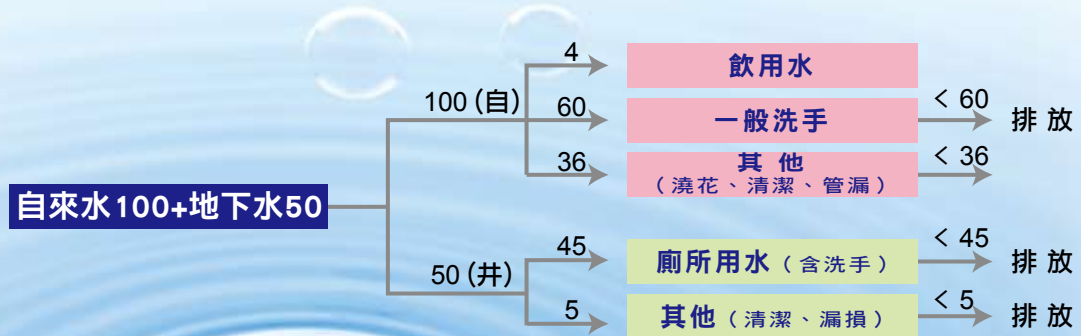 自來水100+地下水50
100 (自)
4
飲用水
60
一般洗手
< 60
排放
36
其他
(澆花、清潔、管漏)
< 36
50 (井)
45
廁所用水 (含洗手)
< 45
排放
5
其他 (清潔、漏損)
< 5
排放